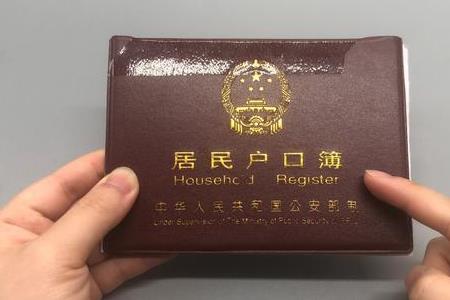 居民户口簿
Household Register
中华人民共和国公安部制
Under Supervision of The Ministry of Public Security of P.R.C.